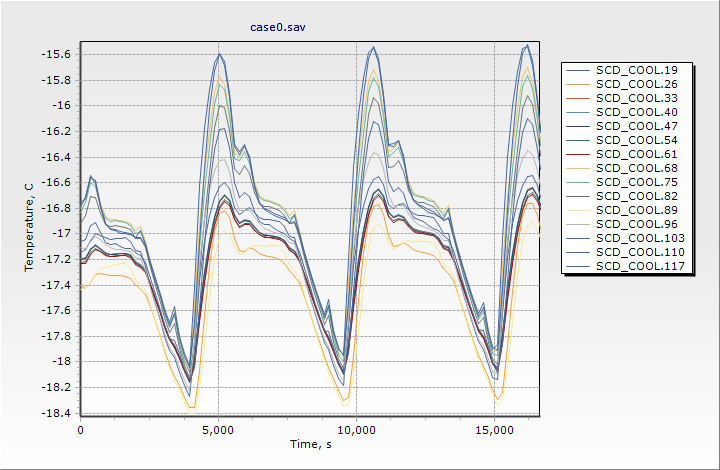 case0.sav
Temperature, C
-15.6
-15.8
-16
-16.2
-16.4
-16.6
-16.8
-17
-17.2
-17.4
-17.6
-17.8
-18
-18.2
-18.4
0
5,000
10,000
15,000
Time, s
SCD_COOL.19
SCD_COOL.26
SCD_COOL.33
SCD_COOL.40
SCD_COOL.47
SCD_COOL.54
SCD_COOL.61
SCD_COOL.68
SCD_COOL.75
SCD_COOL.82
SCD_COOL.89
SCD_COOL.96
SCD_COOL.103
SCD_COOL.110
SCD_COOL.117